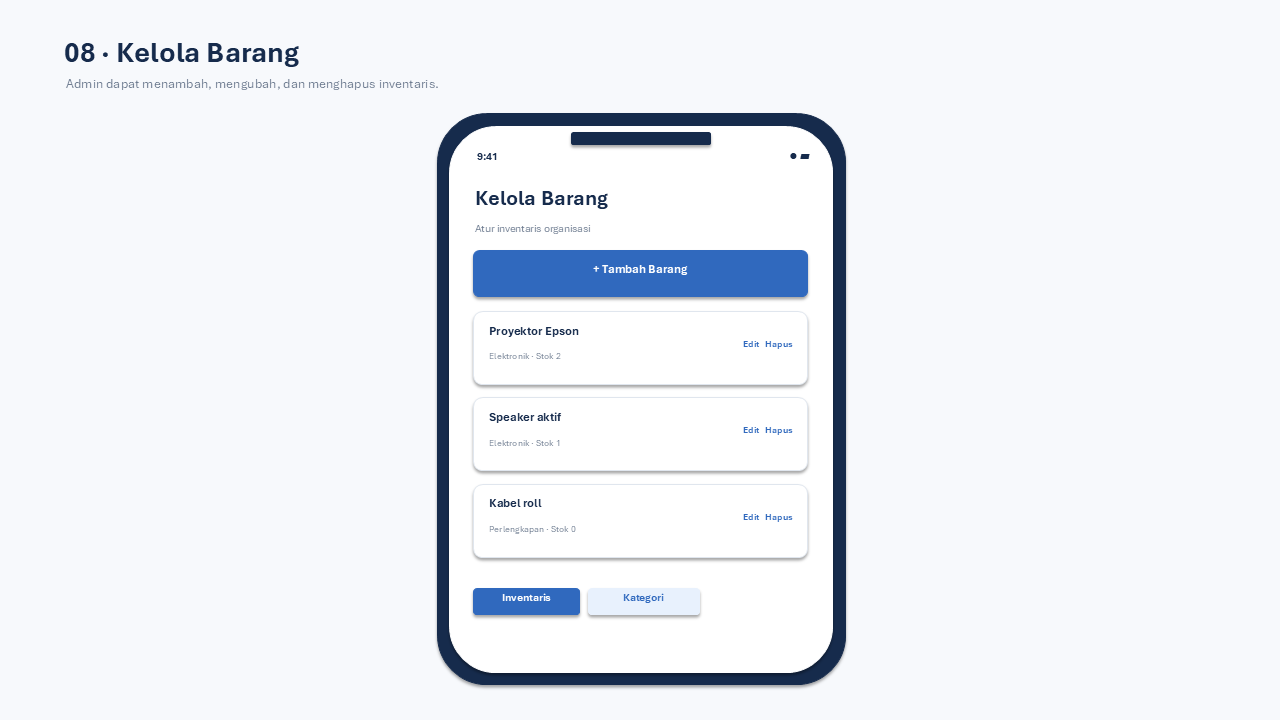 08 · Kelola Barang
Admin dapat menambah, mengubah, dan menghapus inventaris.
9:41
Kelola Barang
Atur inventaris organisasi
+ Tambah Barang
Proyektor Epson
Elektronik · Stok 2
Edit Hapus
Speaker aktif
Elektronik · Stok 1
Edit Hapus
Kabel roll
Perlengkapan · Stok 0
Edit Hapus
Inventaris
Kategori